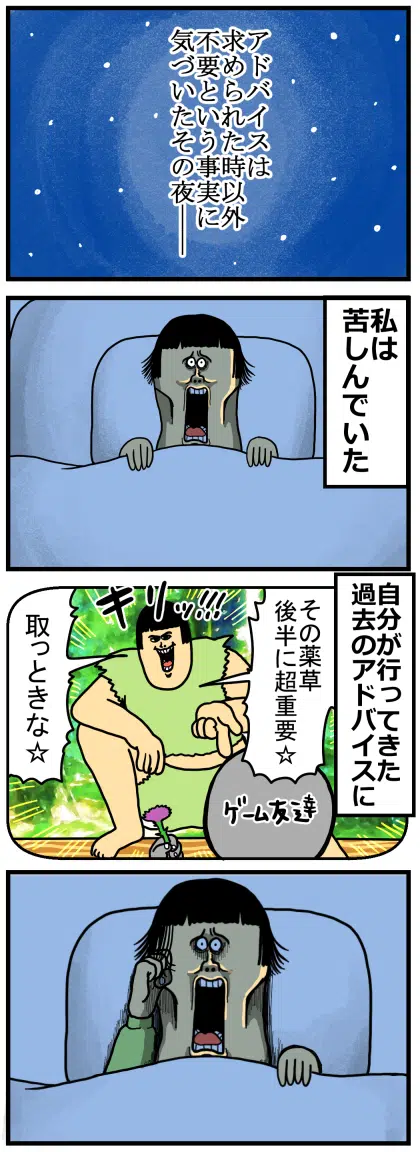 アドバイスは
求められた時以外
不要という事実に
気づいたその夜――
私は
苦しんでいた
自分が行ってきた
過去のアドバイスに
その薬草
後半に超重要☆
キリッ!!!
取っときな☆
ゲーム友達